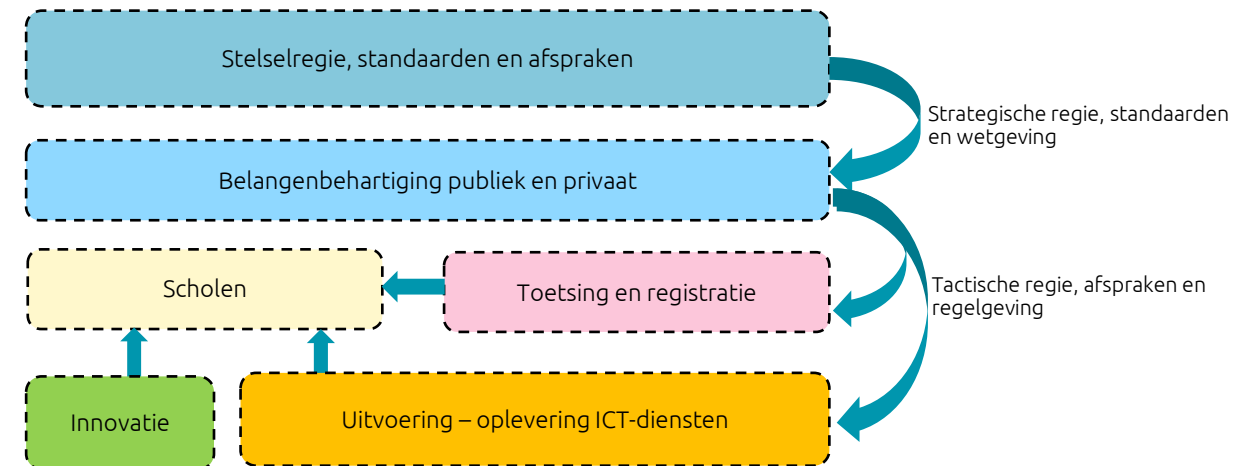 Stelselregie, standaarden en afspraken
Strategische regie, standaarden
en wetgeving
Belangenbehartiging publiek en privaat
Scholen
Toetsing en registratie
Tactische regie, afspraken en
regelgeving
Innovatie
Uitvoering – oplevering ICT-diensten